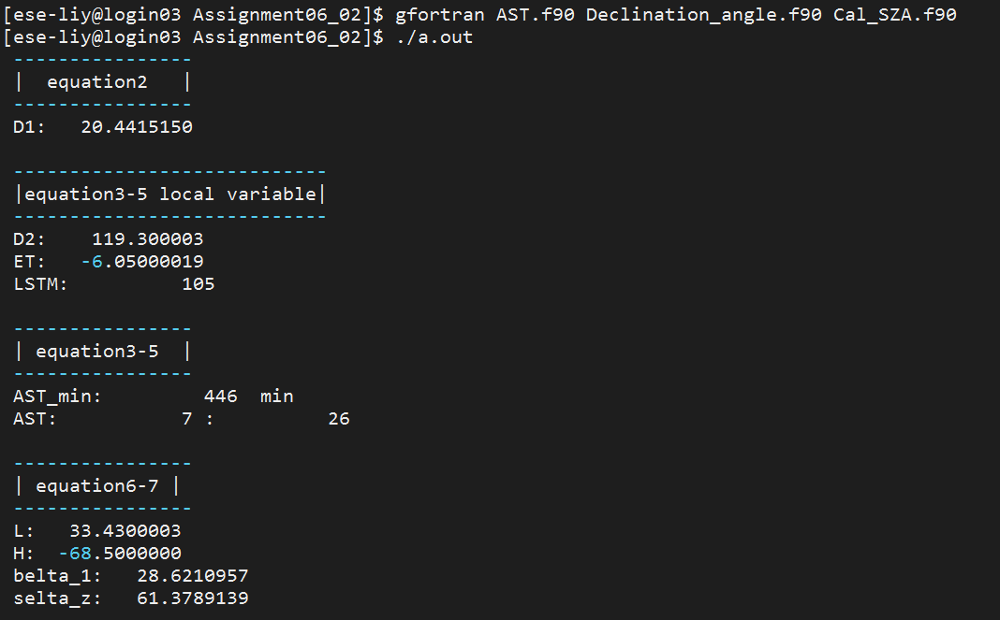 [ese-liy@login03 Assignment06_02]$ gfortran AST.f90 Declination_angle.f90 Cal_SZA.f90
[ese-liy@login03 Assignment06_02]$ ./a.out
----------------
|  equation2   |
----------------
D1:   20.4415150
----------------------------
|equation3-5 local variable|
----------------------------
D2:    119.300003
ET:   -6.05000019
LSTM:          105
----------------
| equation3-5  |
----------------
AST_min:         446  min
AST:           7 :          26
----------------
| equation6-7 |
----------------
L:   33.4300003
H:  -68.5000000
belta_1:   28.6210957
selta_z:   61.3789139